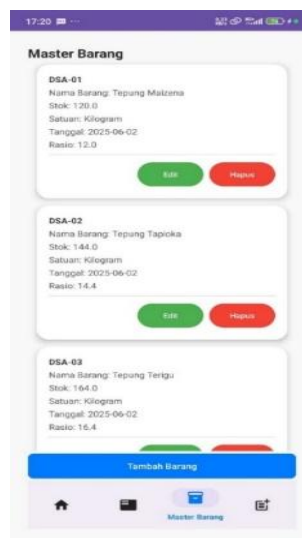 17:20
Master Barang
DSA-01
Nama Barang: Tepung Maizena
Stok: 120.0
Satuan: Kilogram
Tanggal: 2025-06-02
Rasio: 12.0
Edit
Hapus
DSA-02
Nama Barang: Tepung Tapioka
Stok: 144.0
Satuan: Kilogram
Tanggal: 2025-06-02
Rasio: 14.4
Edit
Hapus
DSA-03
Nama Barang: Tepung Terigu
Stok: 164.0
Satuan: Kilogram
Tanggal: 2025-06-02
Rasio: 16.4
Tambah Barang
Master Barang